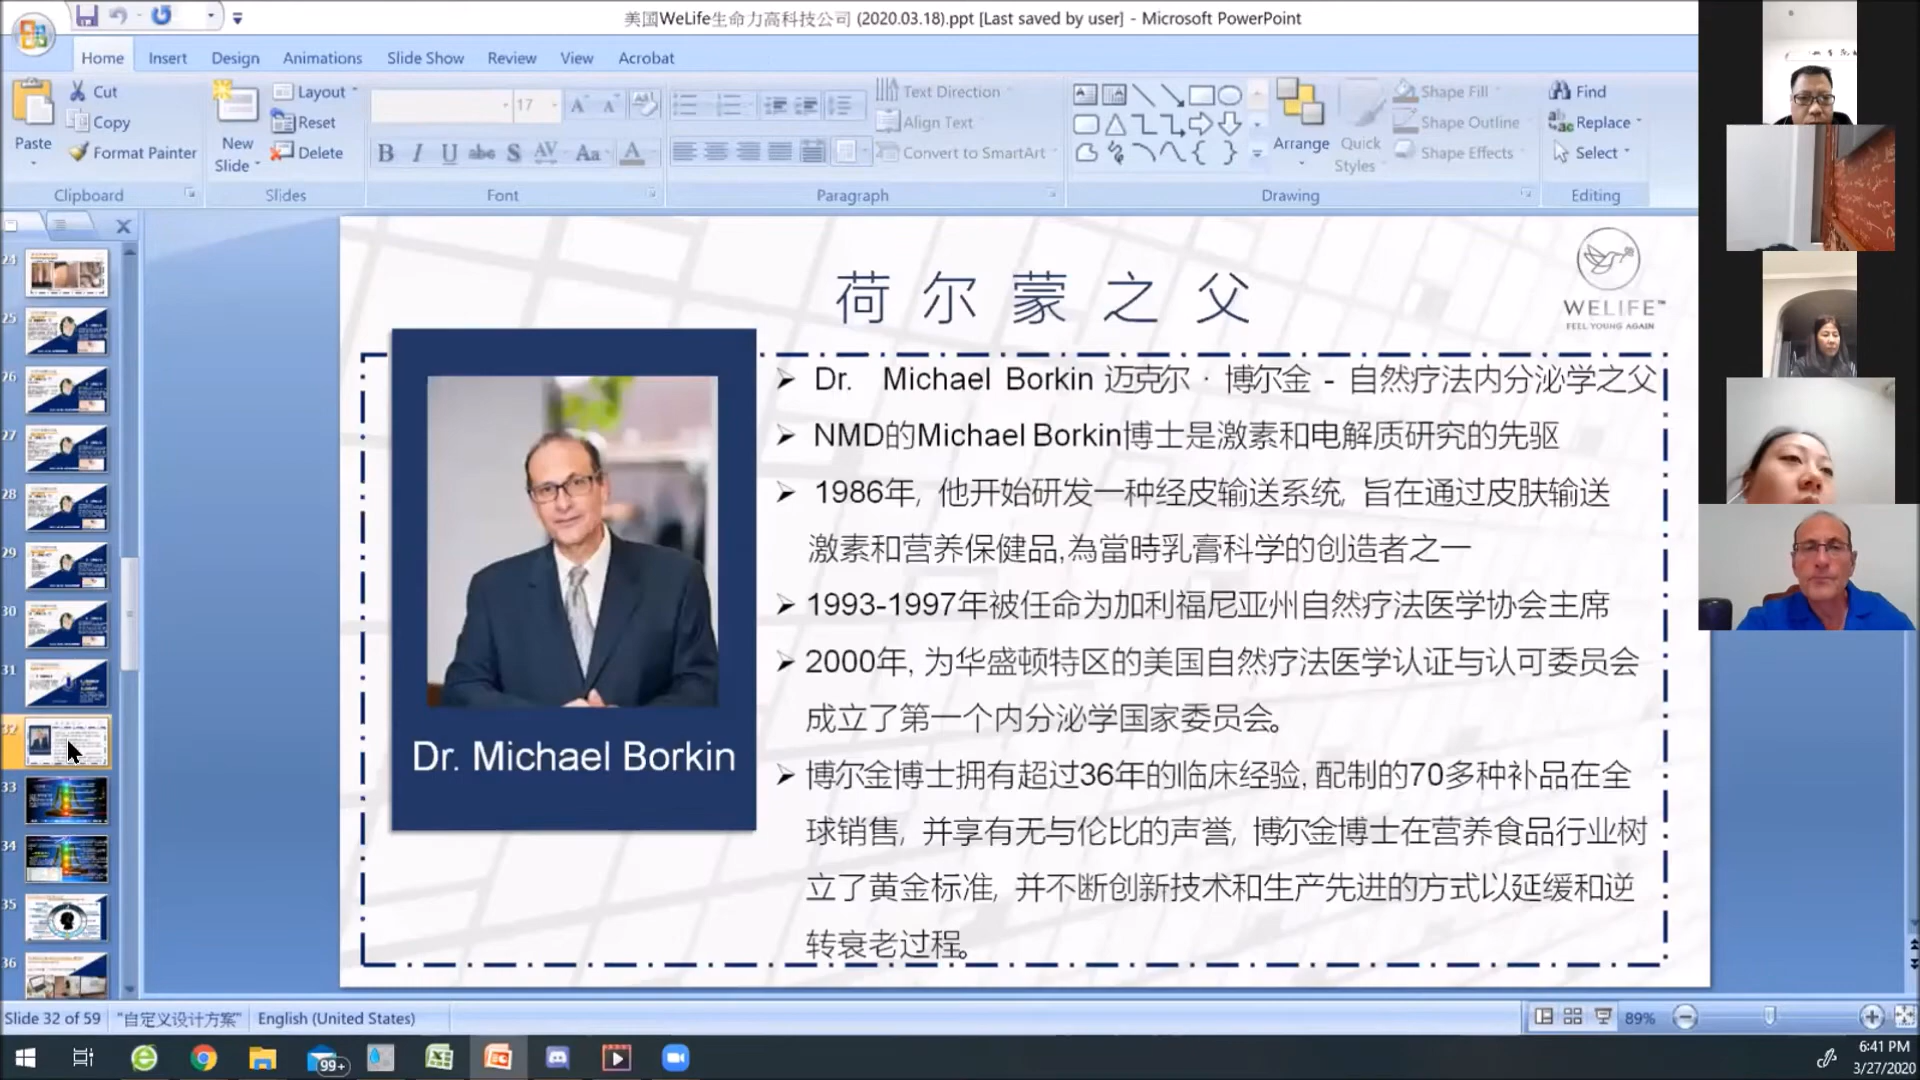 美国WeLife生命力高科技公司 (2020.03.18).ppt [Last saved by user] - Microsoft PowerPoint
Home Insert Design Animations Slide Show Review View Acrobat
Paste
Cut
Copy
Format Painter
Clipboard
New Slide
Layout
Reset
Delete
Slides
17
Font
Text Direction
Align Text
Convert to SmartArt
Paragraph
Arrange
Quick Styles
Shape Fill
Shape Outline
Shape Effects
Drawing
Find
Replace
Select
Editing
24
25
26
27
28
29
30
31
32
33
34
35
36
荷尔蒙之父
WELIFE™
FEEL YOUNG AGAIN
Dr. Michael Borkin
➢ Dr. Michael Borkin 迈克尔·博尔金 - 自然疗法内分泌学之父
➢ NMD的Michael Borkin博士是激素和电解质研究的先驱
➢ 1986年, 他开始研发一种经皮输送系统, 旨在通过皮肤输送
激素和营养保健品,為當時乳膏科学的创造者之一
➢ 1993-1997年被任命为加利福尼亚州自然疗法医学协会主席
➢ 2000年, 为华盛顿特区的美国自然疗法医学认证与认可委员会
成立了第一个内分泌学国家委员会。
➢ 博尔金博士拥有超过36年的临床经验, 配制的70多种补品在全
球销售, 并享有无与伦比的声誉, 博尔金博士在营养食品行业树
立了黄金标准, 并不断创新技术和生产先进的方式以延缓和逆
转衰老过程。
Slide 32 of 59 "自定义设计方案" English (United States) 89%
99+
6:41 PM
3/27/2020